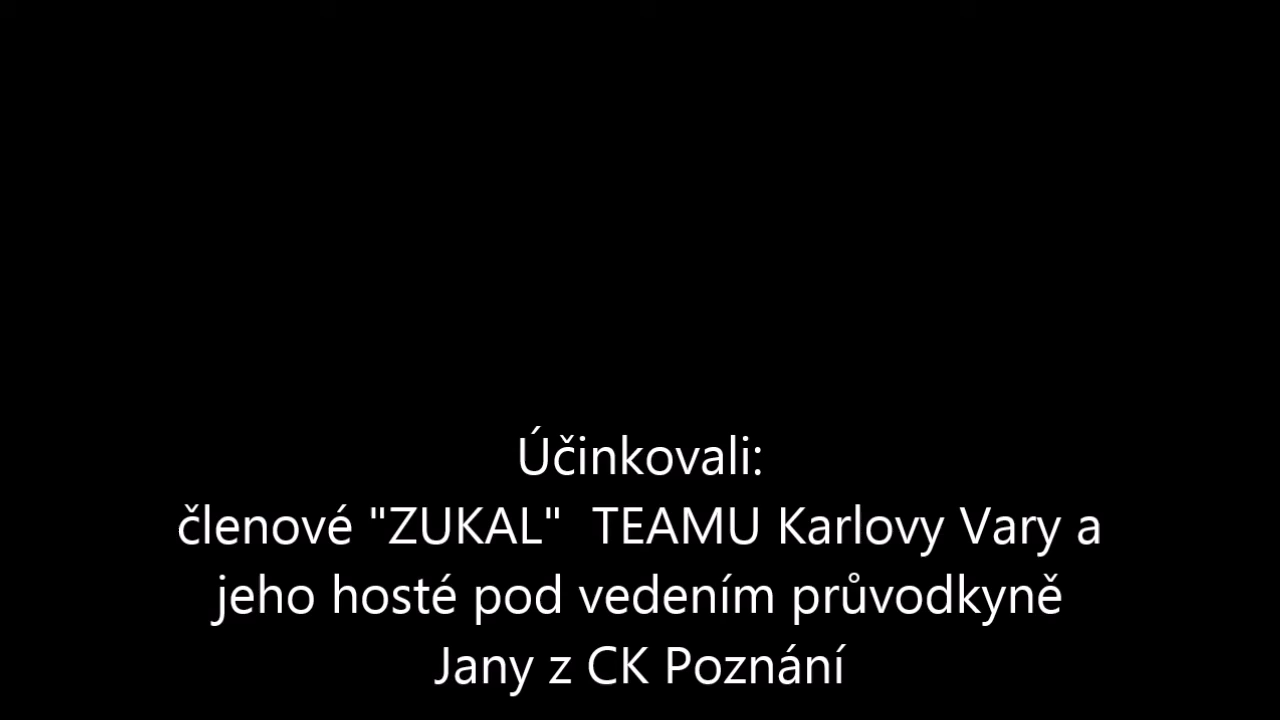 Účinkovali:
členové "ZUKAL"  TEAMU Karlovy Vary a
jeho hosté pod vedením průvodkyně
Jany z CK Poznání